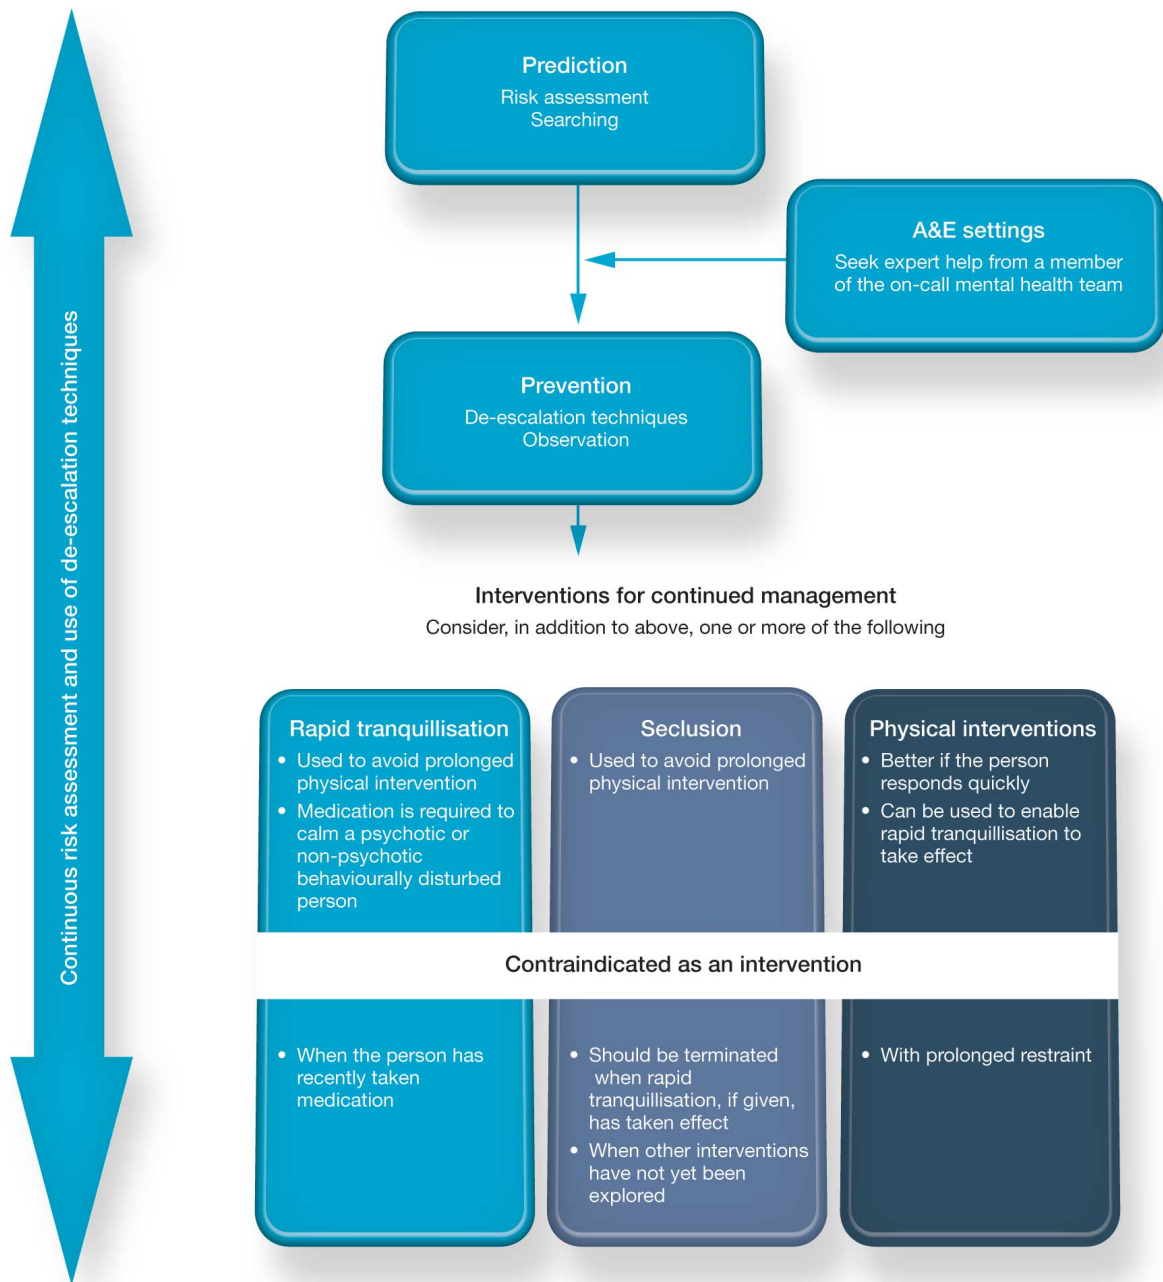 Prediction
Risk assessment
Searching
A&E settings
Seek expert help from a member
of the on-call mental health team
Prevention
De-escalation techniques
Observation
Continuous risk assessment and use of de-escalation techniques
Interventions for continued management
Consider, in addition to above, one or more of the following
Rapid tranquillisation
• Used to avoid prolonged
physical intervention
• Medication is required to
calm a psychotic or
non-psychotic
behaviourally disturbed
person
Seclusion
• Used to avoid prolonged
physical intervention
Physical interventions
• Better if the person
responds quickly
• Can be used to enable
rapid tranquillisation to
take effect
Contraindicated as an intervention
• When the person has
recently taken
medication
• Should be terminated
when rapid
tranquillisation, if given,
has taken effect
• When other interventions
have not yet been
explored
• With prolonged restraint